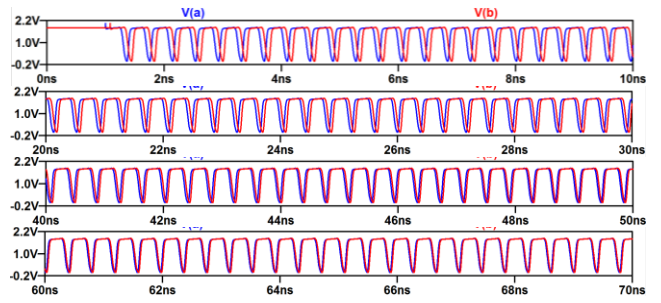 V(a) V(b)
2.2V
1.0V
-0.2V
0ns 2ns 4ns 6ns 8ns 10ns
2.2V
1.0V
-0.2V
20ns 22ns 24ns 26ns 28ns 30ns
2.2V
1.0V
-0.2V
40ns 42ns 44ns 46ns 48ns 50ns
2.2V
1.0V
-0.2V
60ns 62ns 64ns 66ns 68ns 70ns